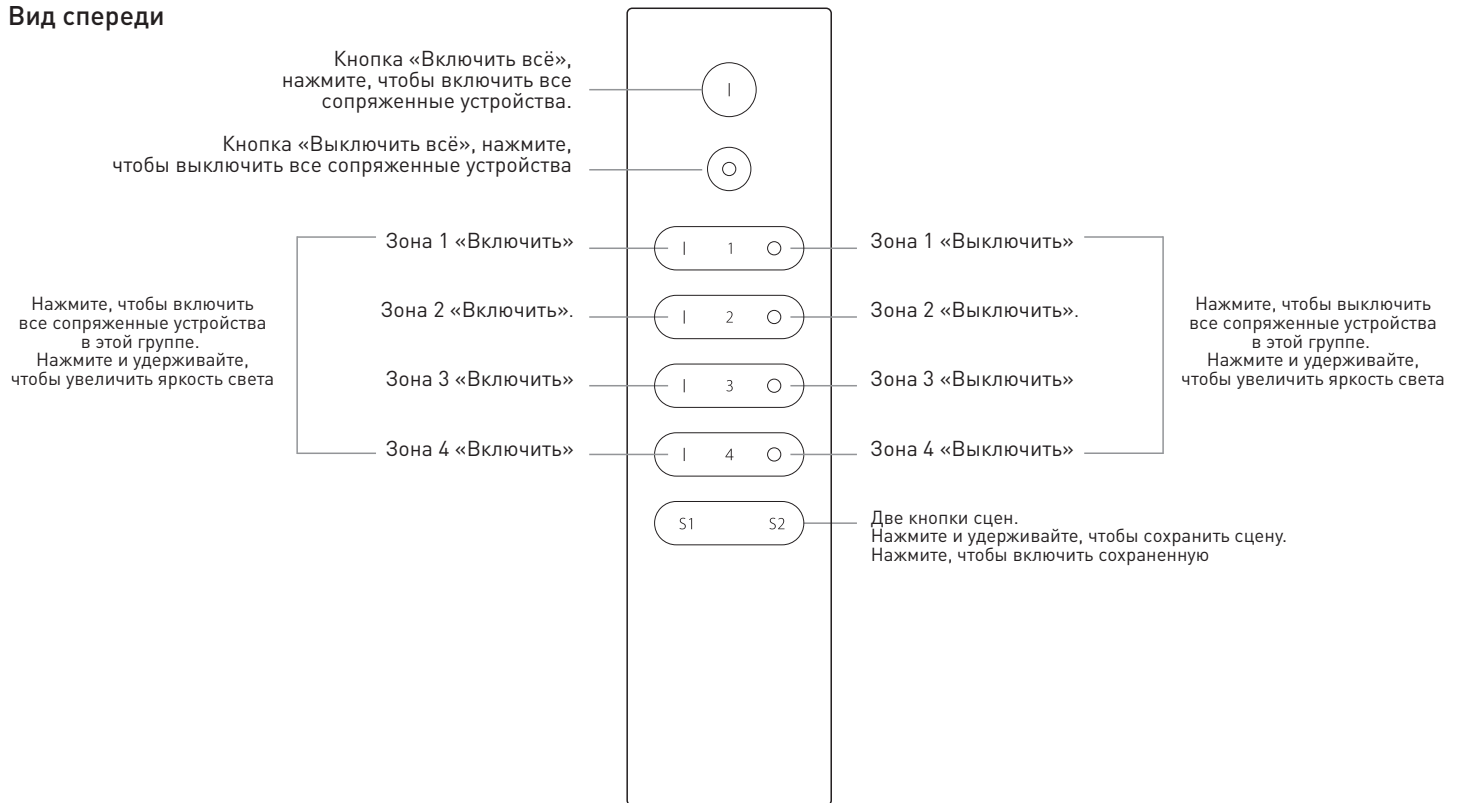 Вид спереди
Кнопка «Включить всё»,
нажмите, чтобы включить все
сопряженные устройства.
I
Кнопка «Выключить всё», нажмите,
чтобы выключить все сопряженные устройства
Зона 1 «Включить»
I 1 O
Зона 1 «Выключить»
Нажмите, чтобы включить
все сопряженные устройства
в этой группе.
Нажмите и удерживайте,
чтобы увеличить яркость света
Зона 2 «Включить».
I 2 O
Зона 2 «Выключить».
Нажмите, чтобы выключить
все сопряженные устройства
в этой группе.
Нажмите и удерживайте,
чтобы увеличить яркость света
Зона 3 «Включить»
I 3 O
Зона 3 «Выключить»
Зона 4 «Включить»
I 4 O
Зона 4 «Выключить»
S1 S2
Две кнопки сцен.
Нажмите и удерживайте, чтобы сохранить сцену.
Нажмите, чтобы включить сохраненную